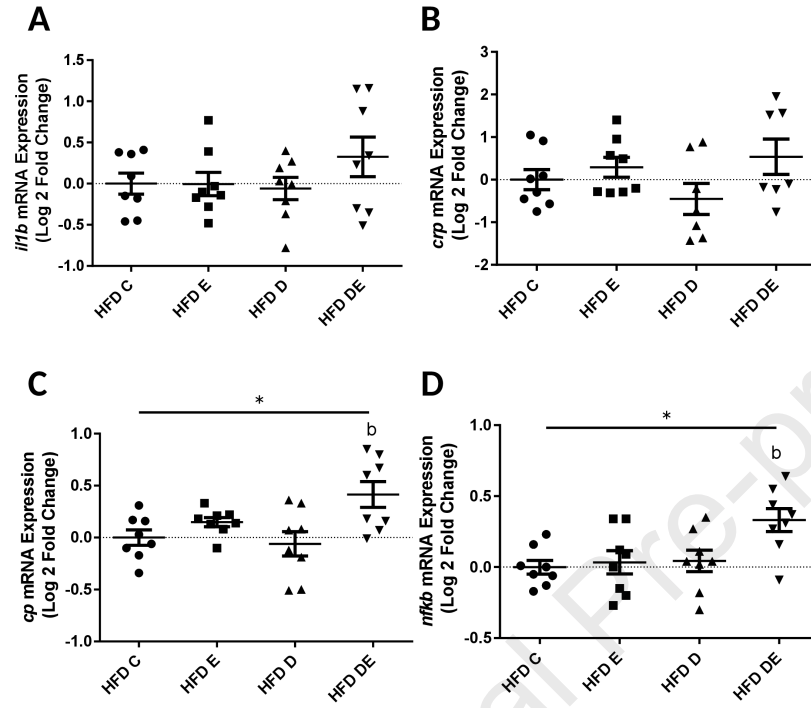 A
il1b mRNA Expression
(Log 2 Fold Change)
1.5
1.0
0.5
0.0
-0.5
-1.0
HFD C
HFD E
HFD D
HFD DE
B
crp mRNA Expression
(Log 2 Fold Change)
3
2
1
0
-1
-2
HFD C
HFD E
HFD D
HFD DE
C
cp mRNA Expression
(Log 2 Fold Change)
1.0
0.5
0.0
-0.5
-1.0
*
b
HFD C
HFD E
HFD D
HFD DE
D
nfkb mRNA Expression
(Log 2 Fold Change)
1.0
0.5
0.0
-0.5
*
b
HFD C
HFD E
HFD D
HFD DE